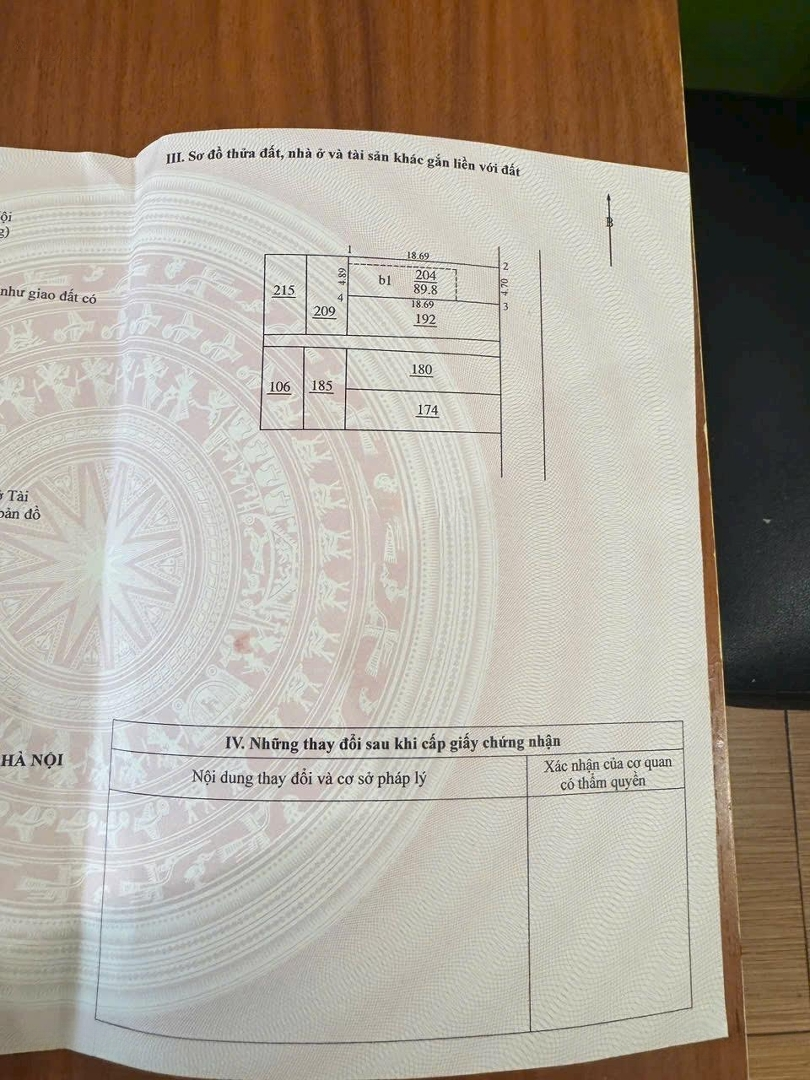 III. Sơ đồ thửa đất, nhà ở và tài sản khác gắn liền với đất
B
như giao đất có
1
18.69
2
4.89
b1
204
89.8
4.70
215
4
18.69
3
209
192
180
106
185
174
bản đồ
HÀ NỘI
IV. Những thay đổi sau khi cấp giấy chứng nhận
Nội dung thay đổi và cơ sở pháp lý
Xác nhận của cơ quan
có thẩm quyền